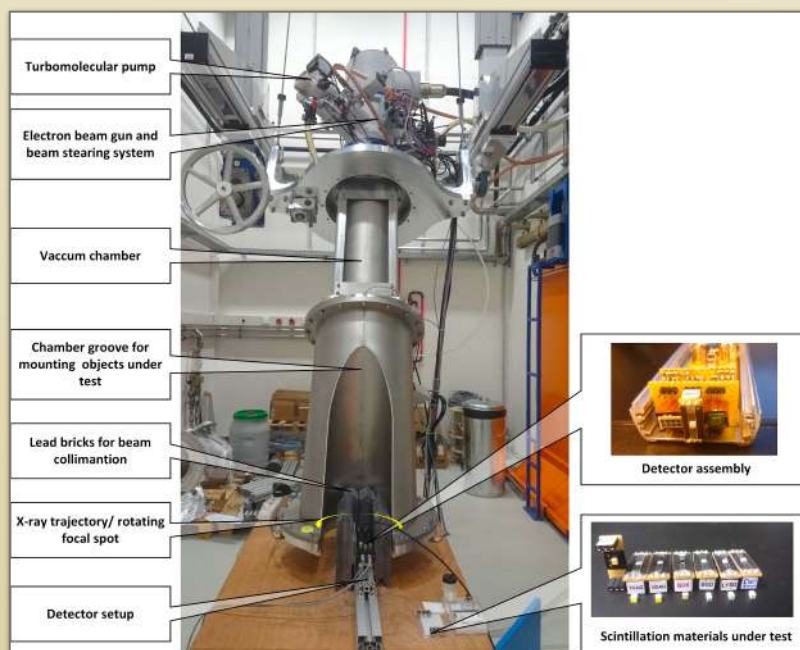 Turbomolecular pump
Electron beam gun and
beam stearing system
Vaccum chamber
Chamber groove for
mounting objects under
test
Lead bricks for beam
collimantion
X-ray trajectory/ rotating
focal spot
Detector setup
Detector assembly
Scintillation materials under test